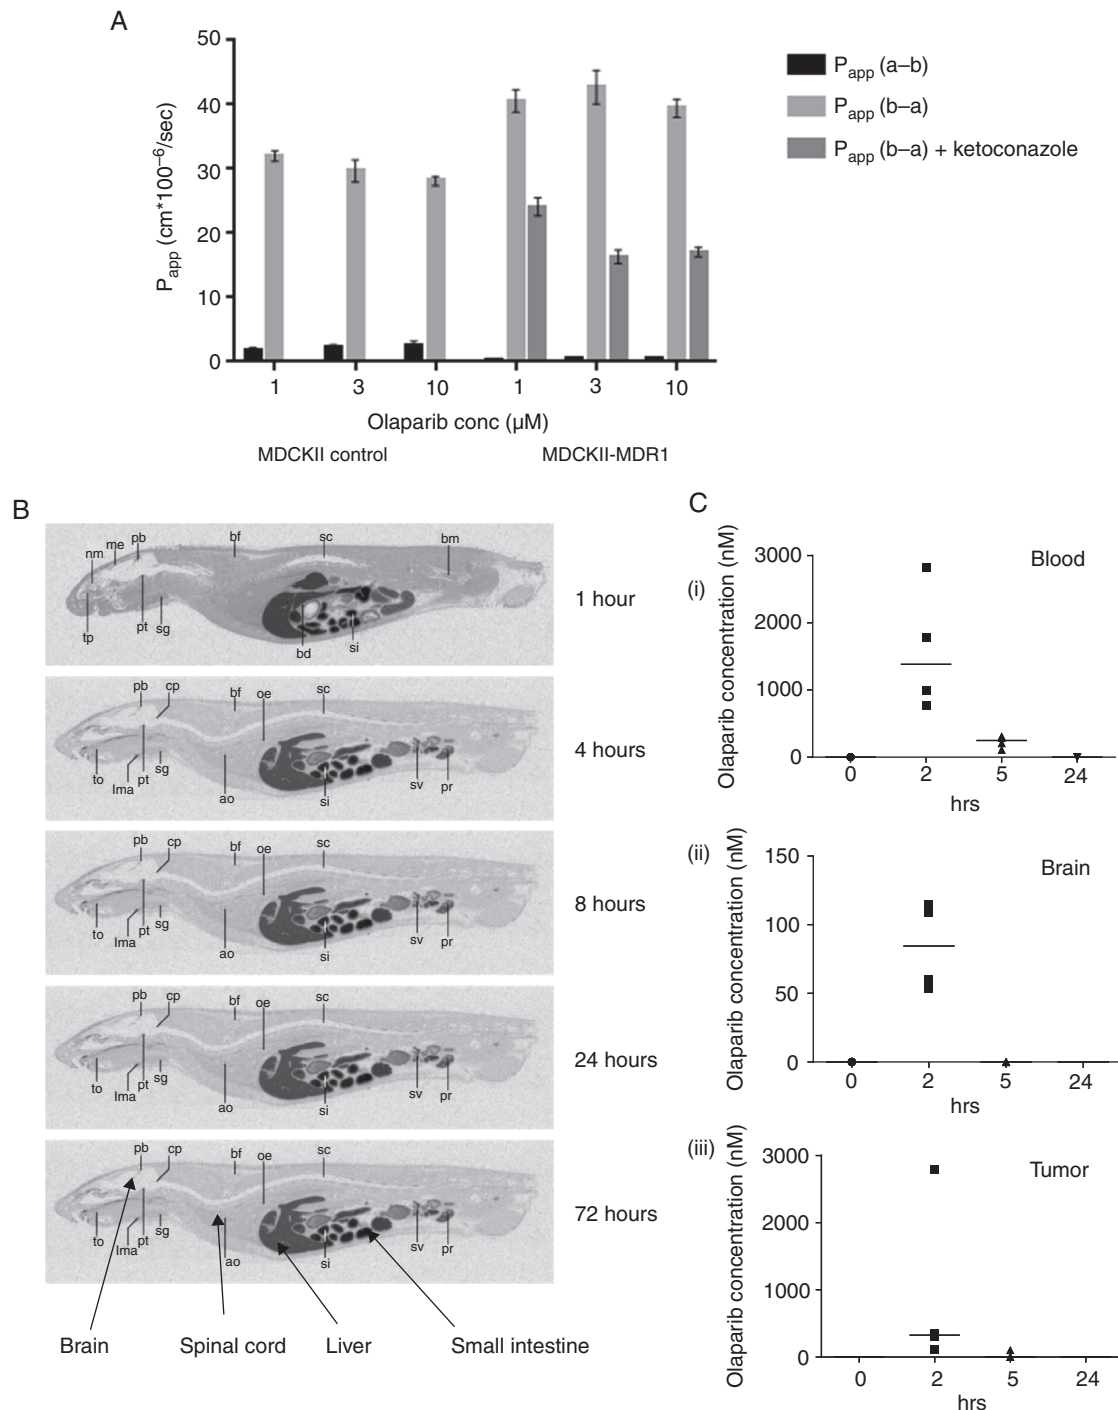 A
50
40
30
20
10
0
P_app (cm*100^–6/sec)
1 3 10 1 3 10
Olaparib conc (µM)
MDCKII control MDCKII-MDR1
P_app (a–b)
P_app (b–a)
P_app (b–a) + ketoconazole
B
nm me pb bf sc bm
tp pt sg bd si
1 hour
pb cp bf oe sc
to lma pt sg ao si sv pr
4 hours
pb cp bf oe sc
to lma pt sg ao si sv pr
8 hours
pb cp bf oe sc
to lma pt sg ao si sv pr
24 hours
pb cp bf oe sc
to lma pt sg ao si sv pr
72 hours
Brain Spinal cord Liver Small intestine
C
(i)
Blood
Olaparib concentration (nM)
3000
2000
1000
0
0 2 5 24
hrs
(ii)
Brain
Olaparib concentration (nM)
150
100
50
0
0 2 5 24
hrs
(iii)
Tumor
Olaparib concentration (nM)
3000
2000
1000
0
0 2 5 24
hrs